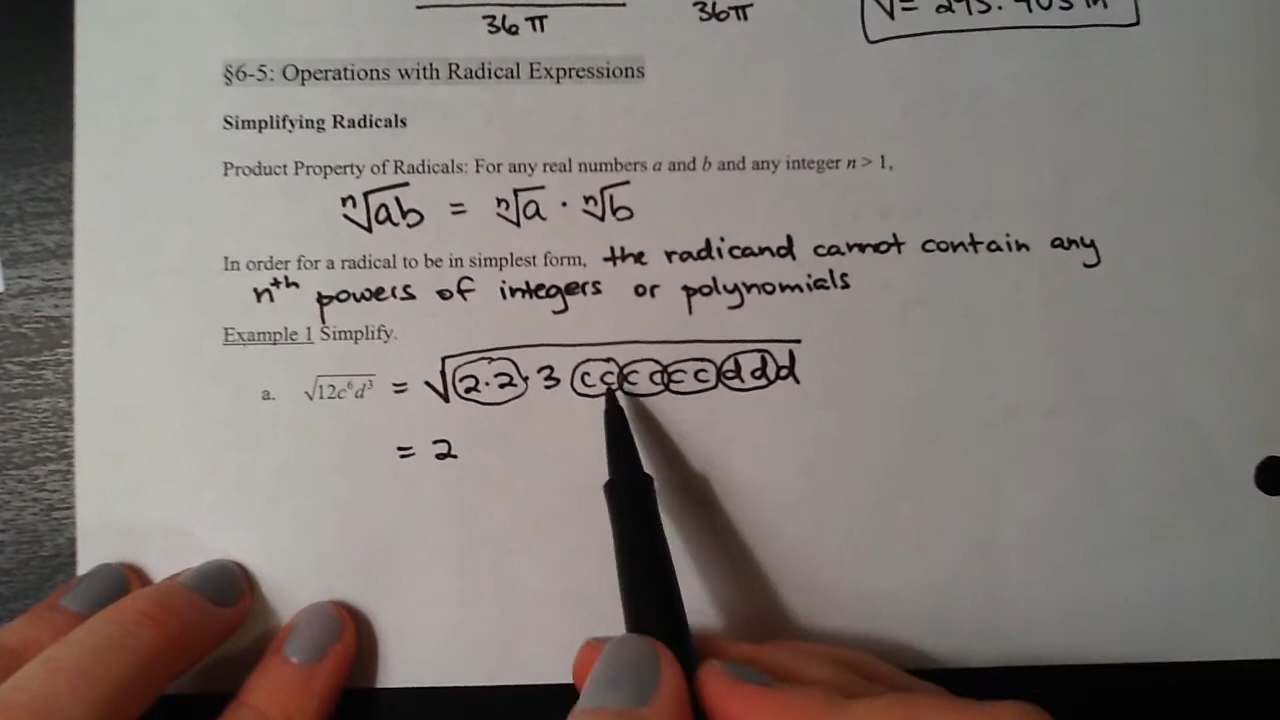 36π 36π V= 295.403 m
§6-5: Operations with Radical Expressions
Simplifying Radicals
Product Property of Radicals: For any real numbers a and b and any integer n > 1,
ⁿ√ab = ⁿ√a · ⁿ√b
In order for a radical to be in simplest form, the radicand cannot contain any
nᵗʰ powers of integers or polynomials
Example 1 Simplify.
a. √12c⁶d³ = √2·2·3 cccccc ddd
= 2